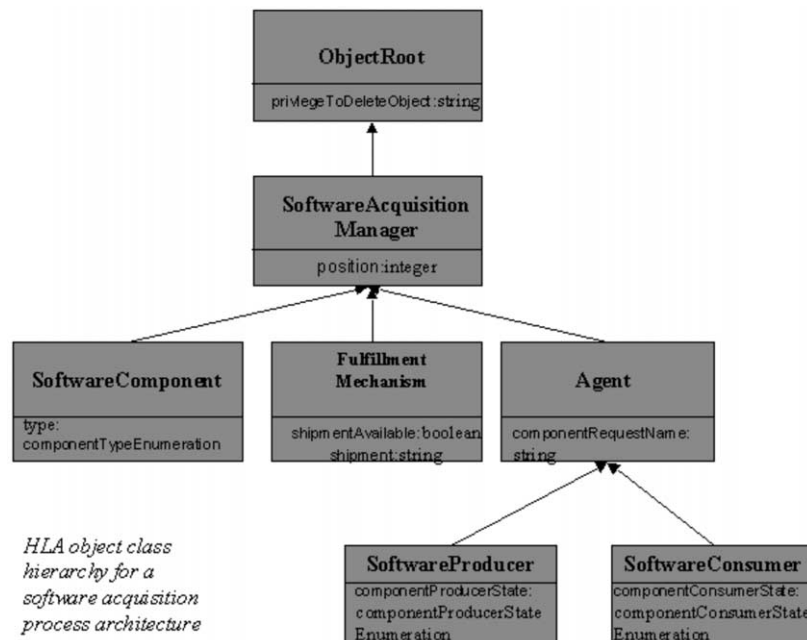 ObjectRoot
privlegeToDeleteObject:string
SoftwareAcquisition
Manager
position:integer
SoftwareComponent
type:
componentTypeEnumeration
Fulfillment
Mechanism
shipmentAvailable:boolean
shipment:string
Agent
componentRequestName:
string
HLA object class
hierarchy for a
software acquisition
process architecture
SoftwareProducer
componentProducerState:
componentProducerState
Enumeration
SoftwareConsumer
componentConsumerState:
componentConsumerState
Enumeration